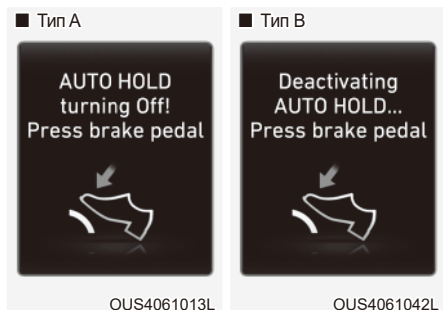 ■ Тип A
AUTO HOLD
turning Off!
Press brake pedal
OUS4061013L
■ Тип B
Deactivating
AUTO HOLD...
Press brake pedal
OUS4061042L